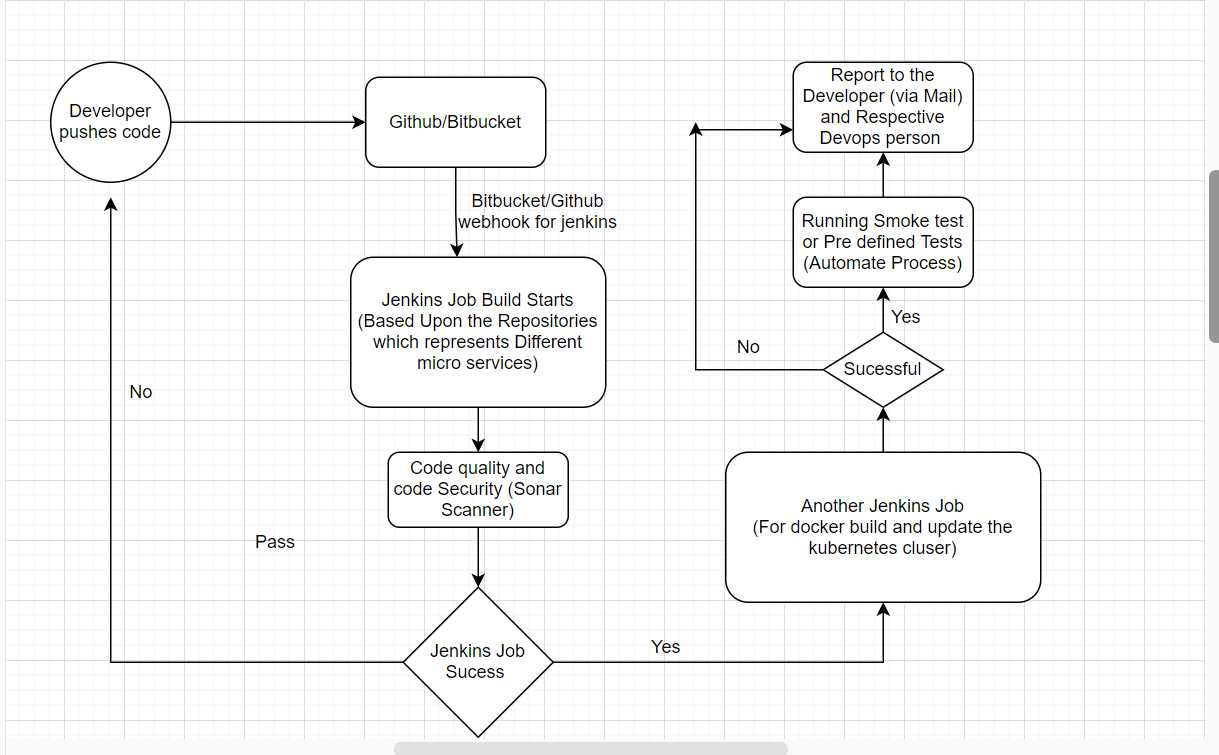 Developer
pushes code
Github/Bitbucket
Bitbucket/Github
webhook for jenkins
Jenkins Job Build Starts
(Based Upon the Repositories
which represents Different
micro services)
Code quality and
code Security (Sonar
Scanner)
Jenkins Job
Sucess
No
Pass
Yes
Another Jenkins Job
(For docker build and update the
kubernetes cluser)
Sucessful
No
Yes
Running Smoke test
or Pre defined Tests
(Automate Process)
Report to the
Developer (via Mail)
and Respective
Devops person